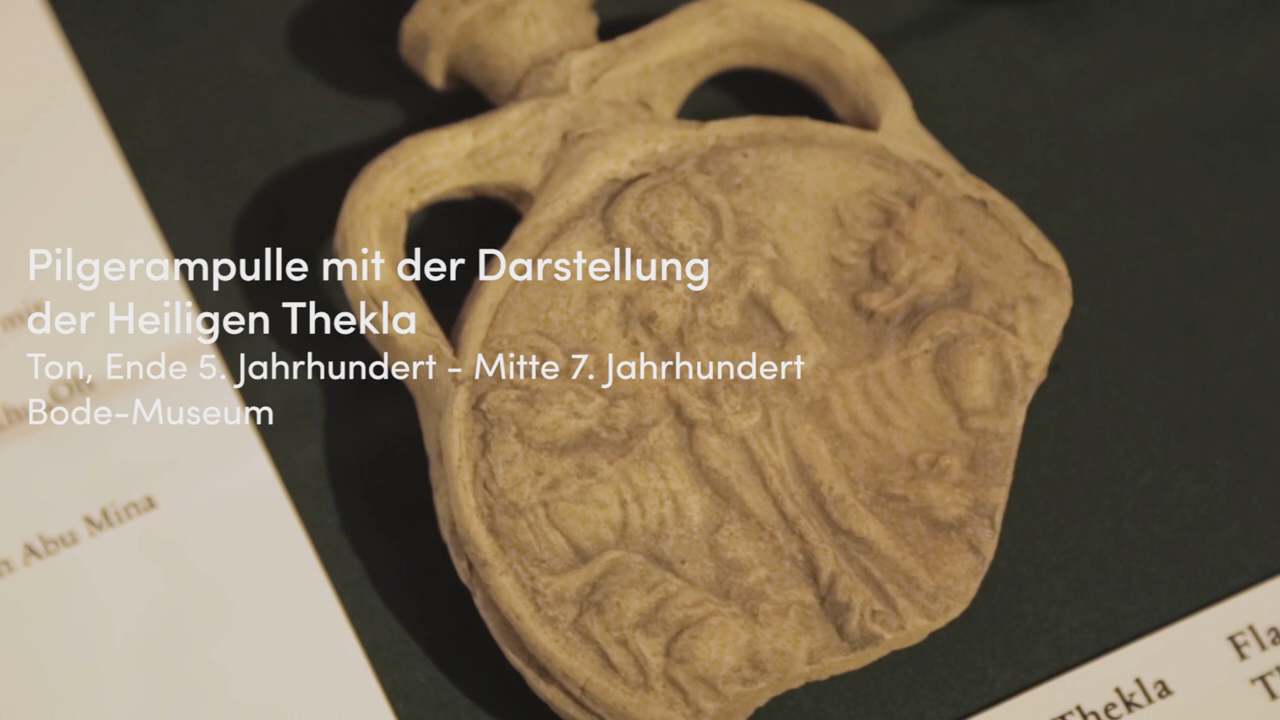 Pilgerampulle mit der Darstellung
der Heiligen Thekla
Ton, Ende 5. Jahrhundert - Mitte 7. Jahrhundert
Bode-Museum
Abu Mina
Thekla